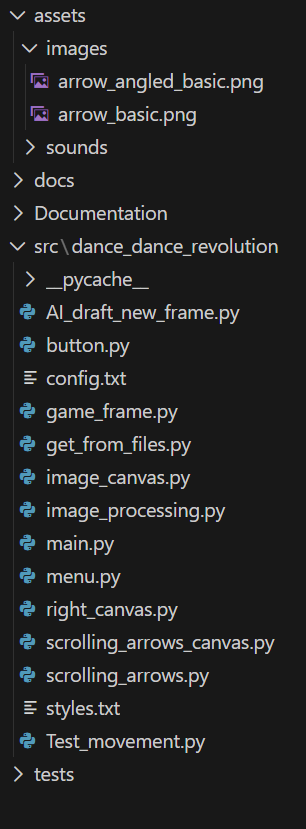 assets
images
arrow_angled_basic.png
arrow_basic.png
sounds
docs
Documentation
src\dance_dance_revolution
__pycache__
AI_draft_new_frame.py
button.py
config.txt
game_frame.py
get_from_files.py
image_canvas.py
image_processing.py
main.py
menu.py
right_canvas.py
scrolling_arrows_canvas.py
scrolling_arrows.py
styles.txt
Test_movement.py
tests